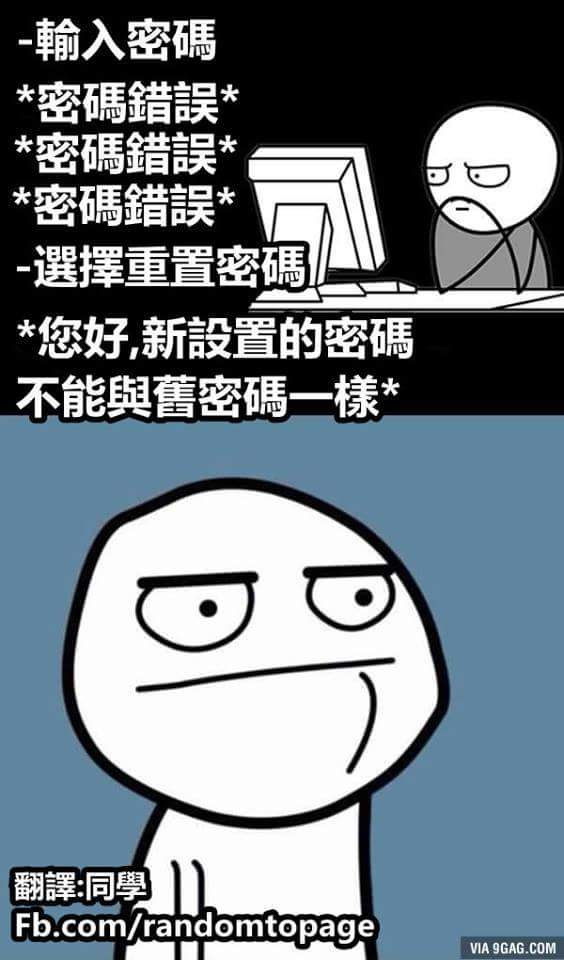 -輸入密碼
*密碼錯誤*
*密碼錯誤*
*密碼錯誤*
-選擇重置密碼
*您好,新設置的密碼
不能與舊密碼一樣*
翻譯:同學
Fb.com/randomtopage
VIA 9GAG.COM